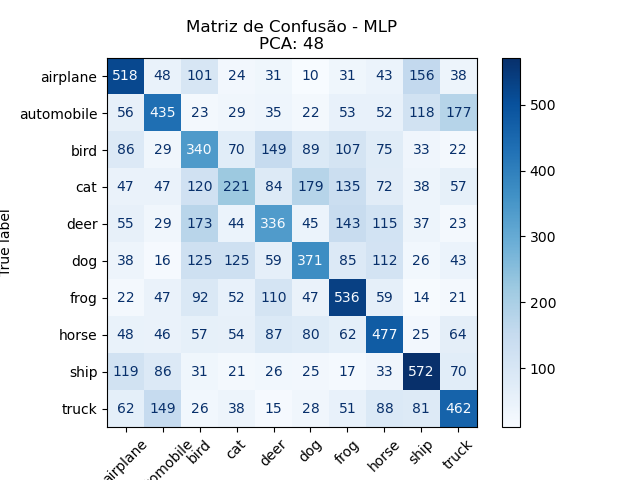 Matriz de Confusão - MLP
PCA: 48
airplane 518 48 101 24 31 10 31 43 156 38
automobile 56 435 23 29 35 22 53 52 118 177
bird 86 29 340 70 149 89 107 75 33 22
cat 47 47 120 221 84 179 135 72 38 57
deer 55 29 173 44 336 45 143 115 37 23
dog 38 16 125 125 59 371 85 112 26 43
frog 22 47 92 52 110 47 536 59 14 21
horse 48 46 57 54 87 80 62 477 25 64
ship 119 86 31 21 26 25 17 33 572 70
truck 62 149 26 38 15 28 51 88 81 462
True label
airplane omobile bird cat deer dog frog horse ship truck
500
400
300
200
100